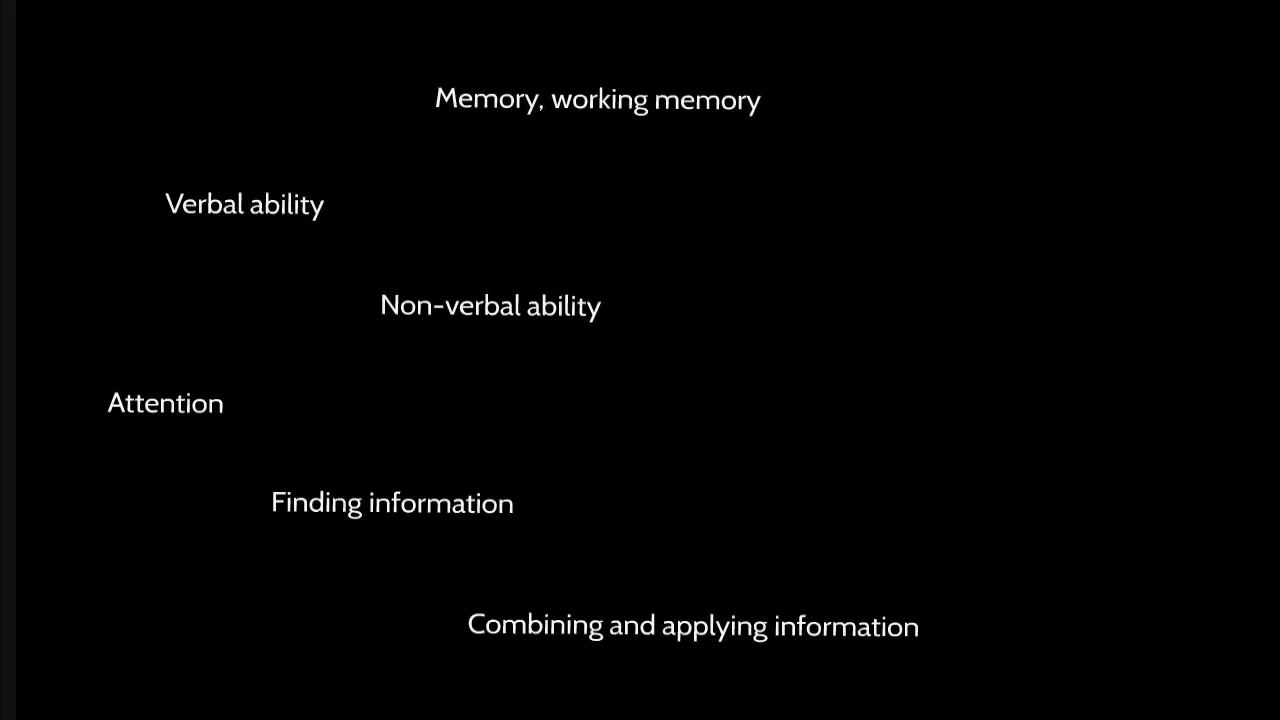 Memory, working memory
Verbal ability
Non-verbal ability
Attention
Finding information
Combining and applying information